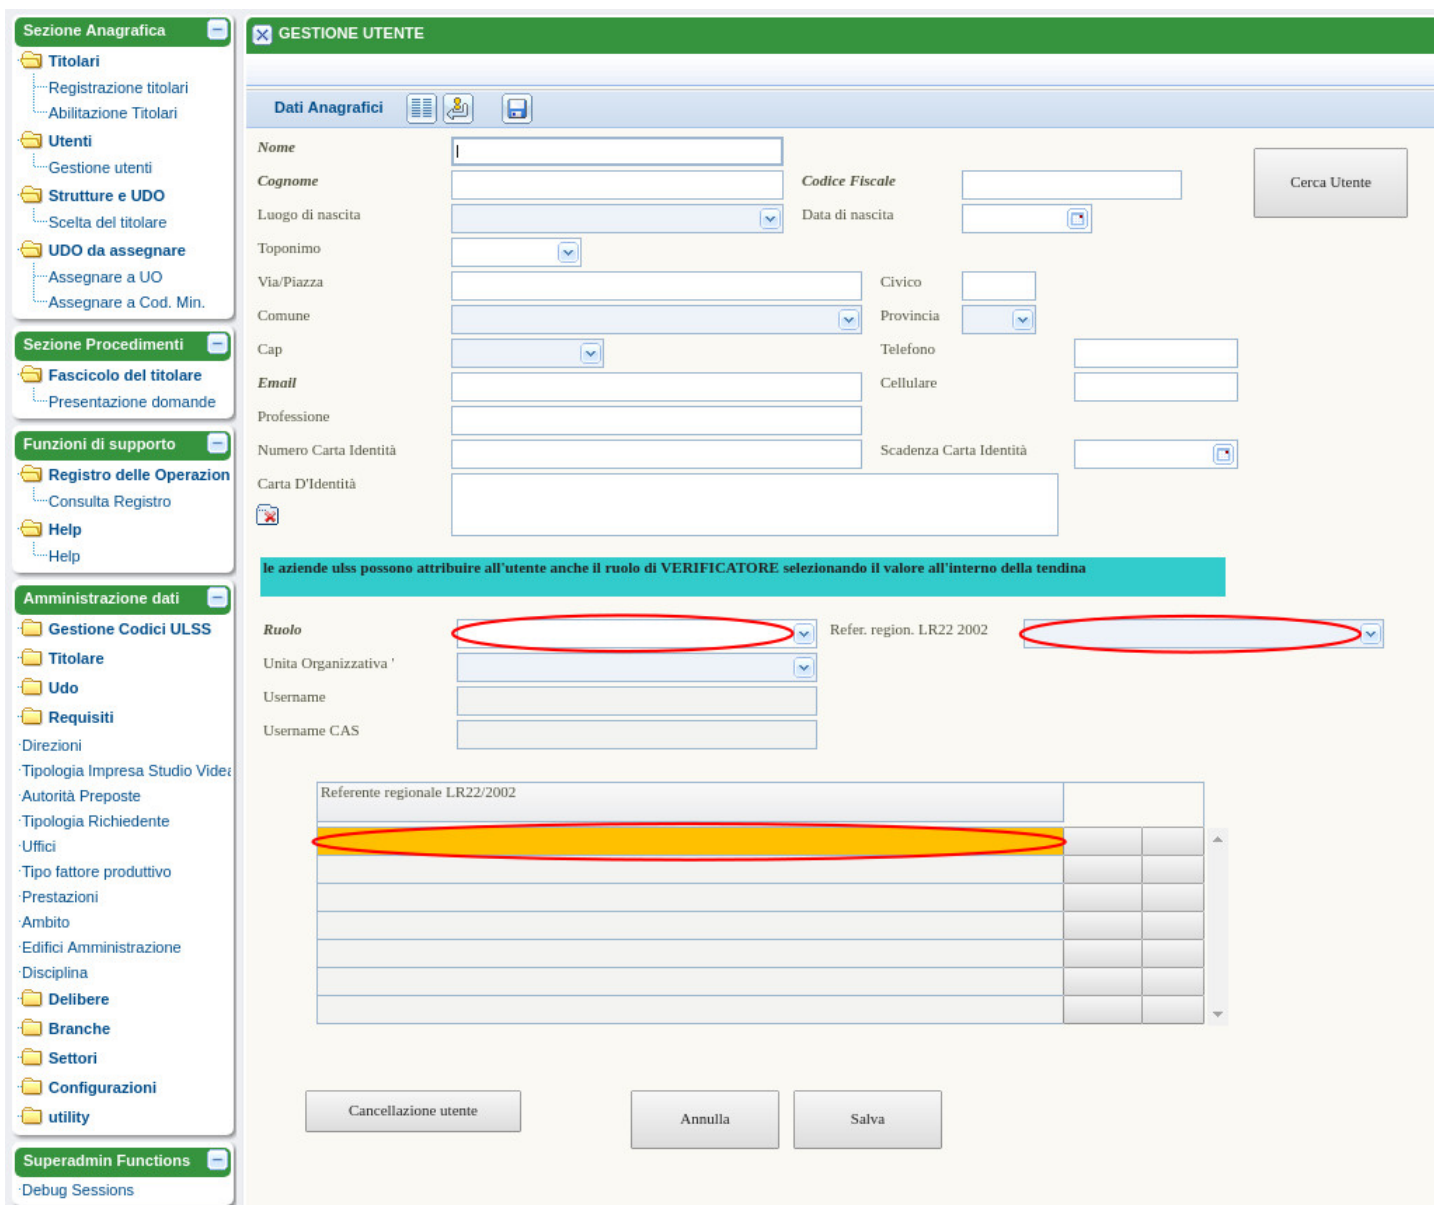 Sezione Anagrafica
Titolari
Registrazione titolari
Abilitazione Titolari
Utenti
Gestione utenti
Strutture e UDO
Scelta del titolare
UDO da assegnare
Assegnare a UO
Assegnare a Cod. Min.
Sezione Procedimenti
Fascicolo del titolare
Presentazione domande
Funzioni di supporto
Registro delle Operazion
Consulta Registro
Help
Help
Amministrazione dati
Gestione Codici ULSS
Titolare
Udo
Requisiti
Direzioni
Tipologia Impresa Studio Videa
Autorità Preposte
Tipologia Richiedente
Uffici
Tipo fattore produttivo
Prestazioni
Ambito
Edifici Amministrazione
Disciplina
Delibere
Branche
Settori
Configurazioni
utility
Superadmin Functions
Debug Sessions
GESTIONE UTENTE
Dati Anagrafici
Nome
Cerca Utente
Cognome Codice Fiscale
Luogo di nascita Data di nascita
Toponimo
Via/Piazza Civico
Comune Provincia
Cap Telefono
Email Cellulare
Professione
Numero Carta Identità Scadenza Carta Identità
Carta D'Identità
le aziende ulss possono attribuire all'utente anche il ruolo di VERIFICATORE selezionando il valore all'interno della tendina
Ruolo Refer. region. LR22 2002
Unita Organizzativa '
Username
Username CAS
Referente regionale LR22/2002
Cancellazione utente Annulla Salva